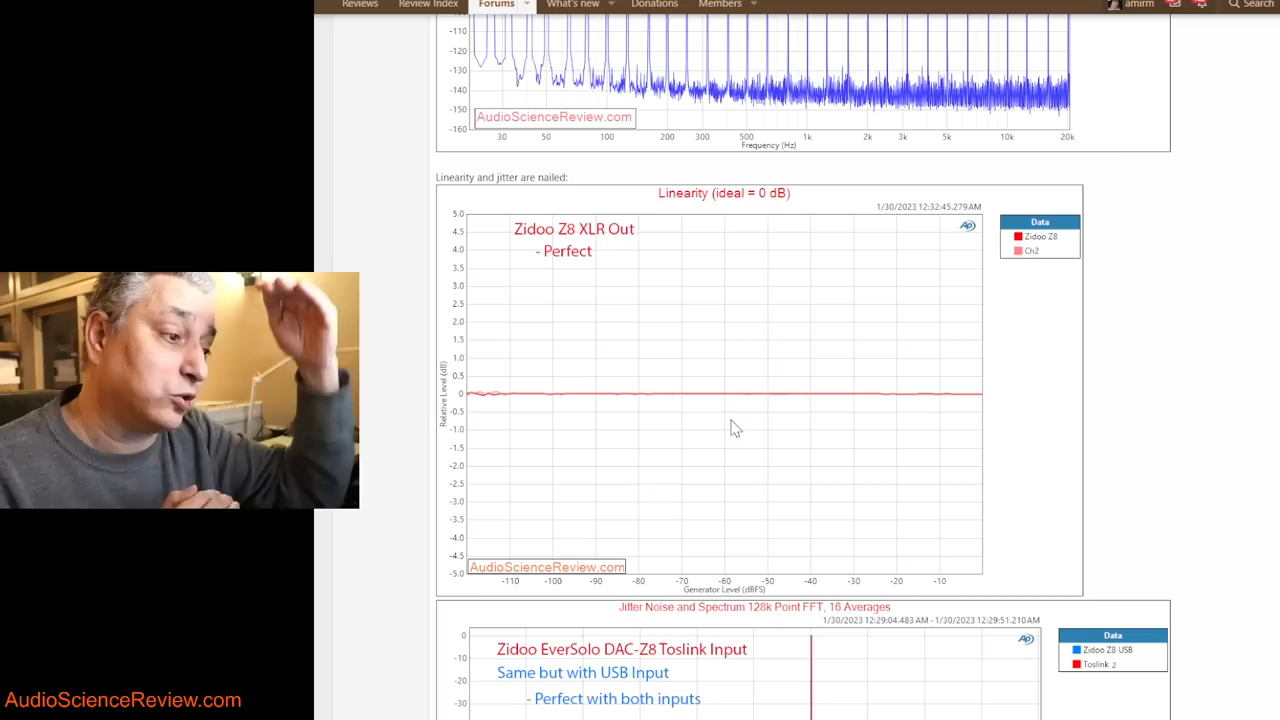 Reviews Review Index Forums What's new Donations Members amirm Search
-110
-120
-130
-140
-150
-160
AudioScienceReview.com
30 50 100 200 300 500 1k 2k 3k 5k 10k 20k
Frequency (Hz)
Linearity and jitter are nailed:
Linearity (ideal = 0 dB)
1/30/2023 12:32:45.279AM
Zidoo Z8 XLR Out
- Perfect
AP
Data
Zidoo Z8
Ch2
Relative Level (dB)
5.0
4.5
4.0
3.5
3.0
2.5
2.0
1.5
1.0
0.5
0
-0.5
-1.0
-1.5
-2.0
-2.5
-3.0
-3.5
-4.0
-4.5
-5.0
AudioScienceReview.com
-110 -100 -90 -80 -70 -60 -50 -40 -30 -20 -10
Generator Level (dBFS)
Jitter Noise and Spectrum 128k Point FFT, 16 Averages
1/30/2023 12:29:04.483 AM - 1/30/2023 12:29:51.210AM
0
-10
-20
-30
Zidoo EverSolo DAC-Z8 Toslink Input
Same but with USB Input
- Perfect with both inputs
AP
Data
Zidoo Z8 USB
Toslink 2
AudioScienceReview.com